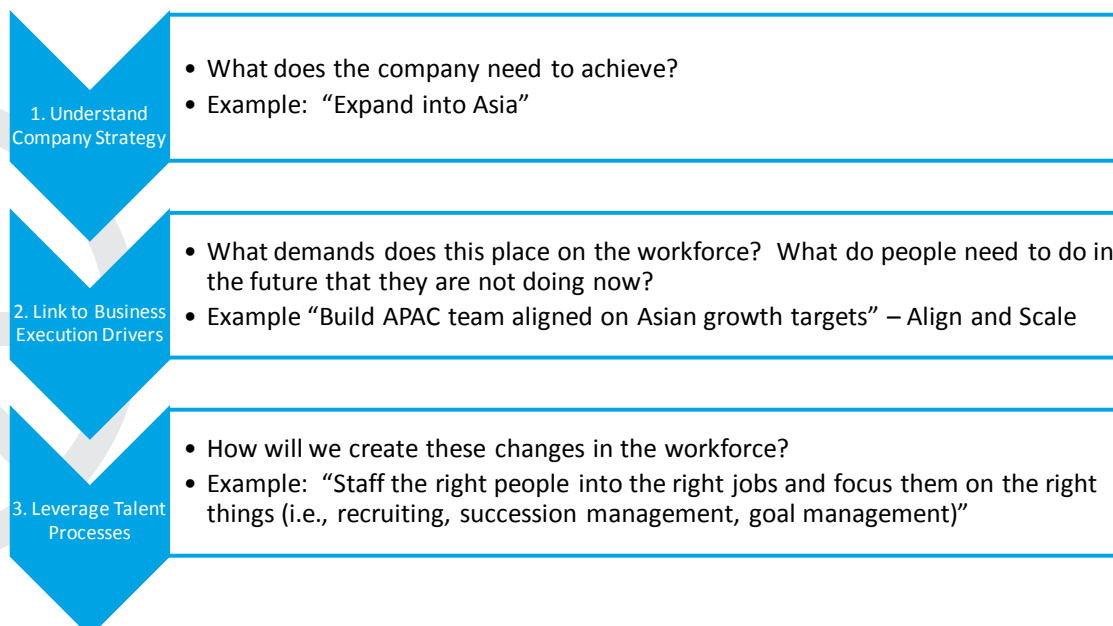 1. Understand
Company Strategy
• What does the company need to achieve?
• Example:  “Expand into Asia”
2. Link to Business
Execution Drivers
• What demands does this place on the workforce?  What do people need to do in
the future that they are not doing now?
• Example “Build APAC team aligned on Asian growth targets” – Align and Scale
3. Leverage Talent
Processes
• How will we create these changes in the workforce?
• Example:  “Staff the right people into the right jobs and focus them on the right
things (i.e., recruiting, succession management, goal management)”